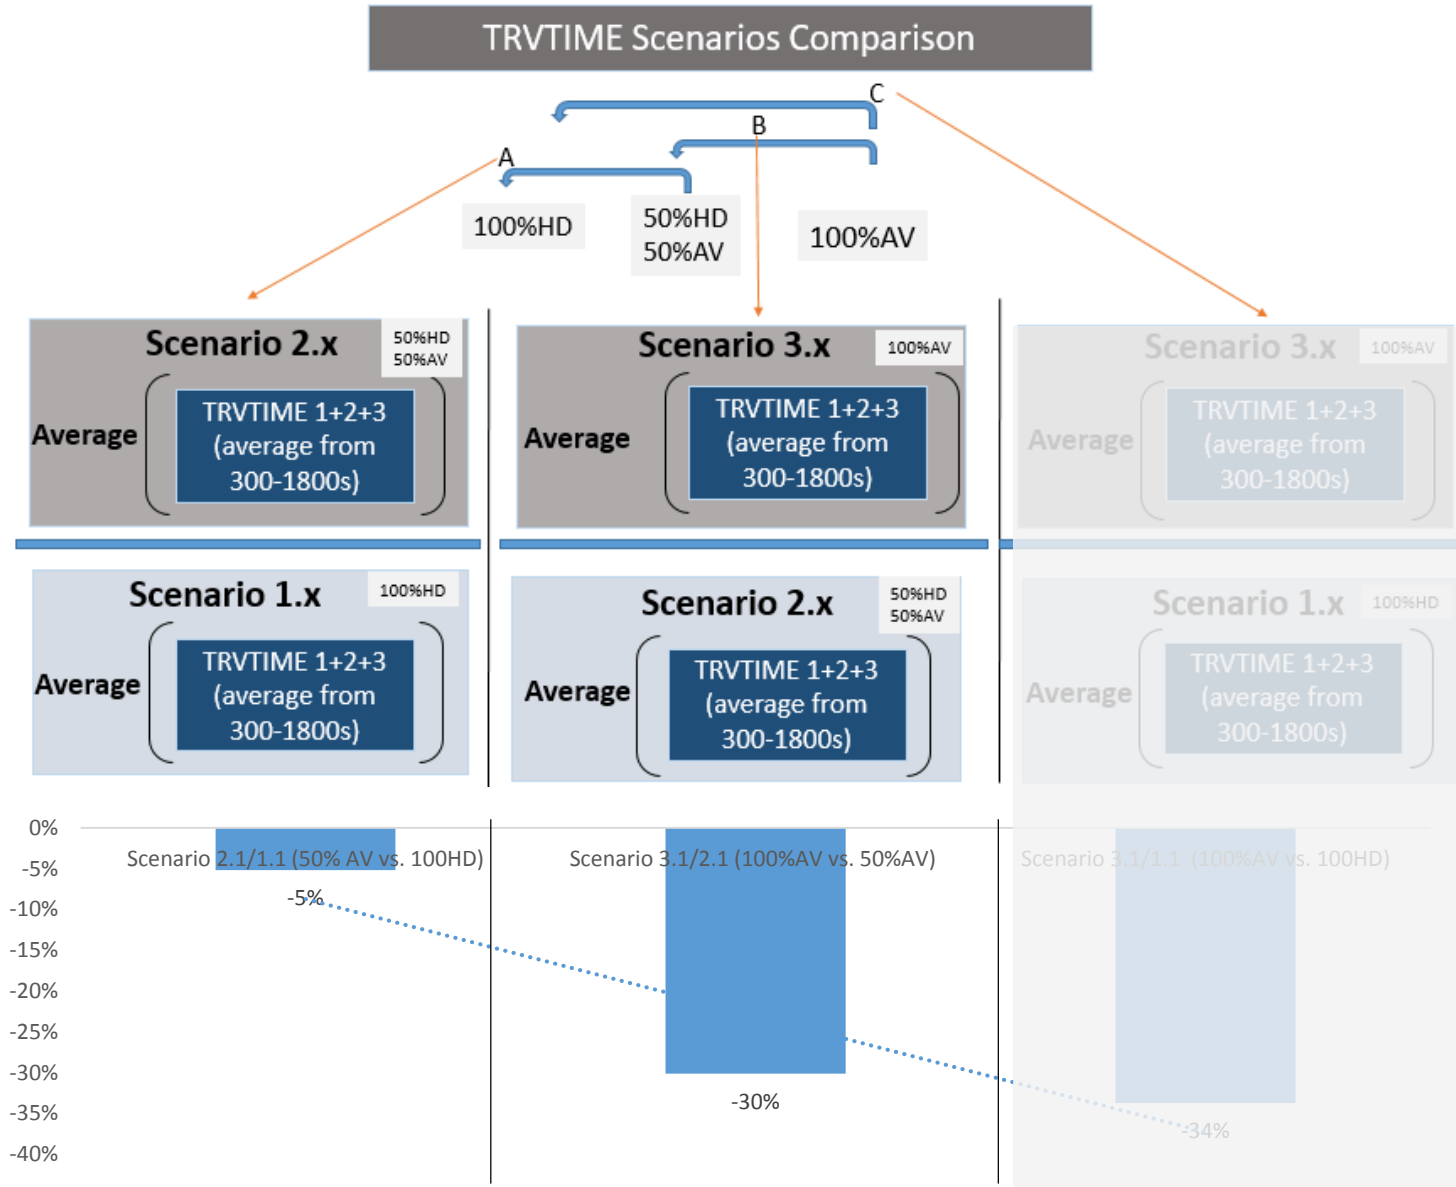 TRVTIME Scenarios Comparison
C
B
A
100%HD
50%HD
50%AV
100%AV
Scenario 2.x
50%HD
50%AV
Average
TRVTIME 1+2+3
(average from
300-1800s)
Scenario 1.x
100%HD
Average
TRVTIME 1+2+3
(average from
300-1800s)
Scenario 3.x
100%AV
Average
TRVTIME 1+2+3
(average from
300-1800s)
Scenario 2.x
50%HD
50%AV
Average
TRVTIME 1+2+3
(average from
300-1800s)
Scenario 3.x
100%AV
Average
TRVTIME 1+2+3
(average from
300-1800s)
Scenario 1.x
100%HD
Average
TRVTIME 1+2+3
(average from
300-1800s)
0%
-5%
-10%
-15%
-20%
-25%
-30%
-35%
-40%
Scenario 2.1/1.1 (50% AV vs. 100HD)
-5%
Scenario 3.1/2.1 (100%AV vs. 50%AV)
-30%
Scenario 3.1/1.1 (100%AV vs. 100HD)
-34%